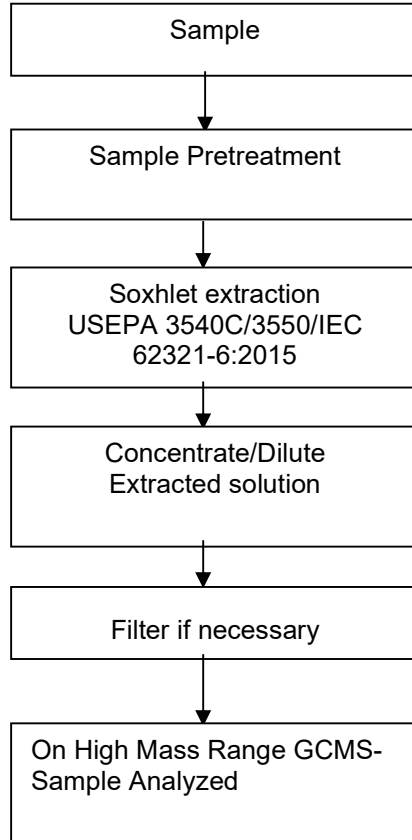 Sample
Sample Pretreatment
Soxhlet extraction
USEPA 3540C/3550/IEC
62321-6:2015
Concentrate/Dilute
Extracted solution
Filter if necessary
On High Mass Range GCMS-
Sample Analyzed